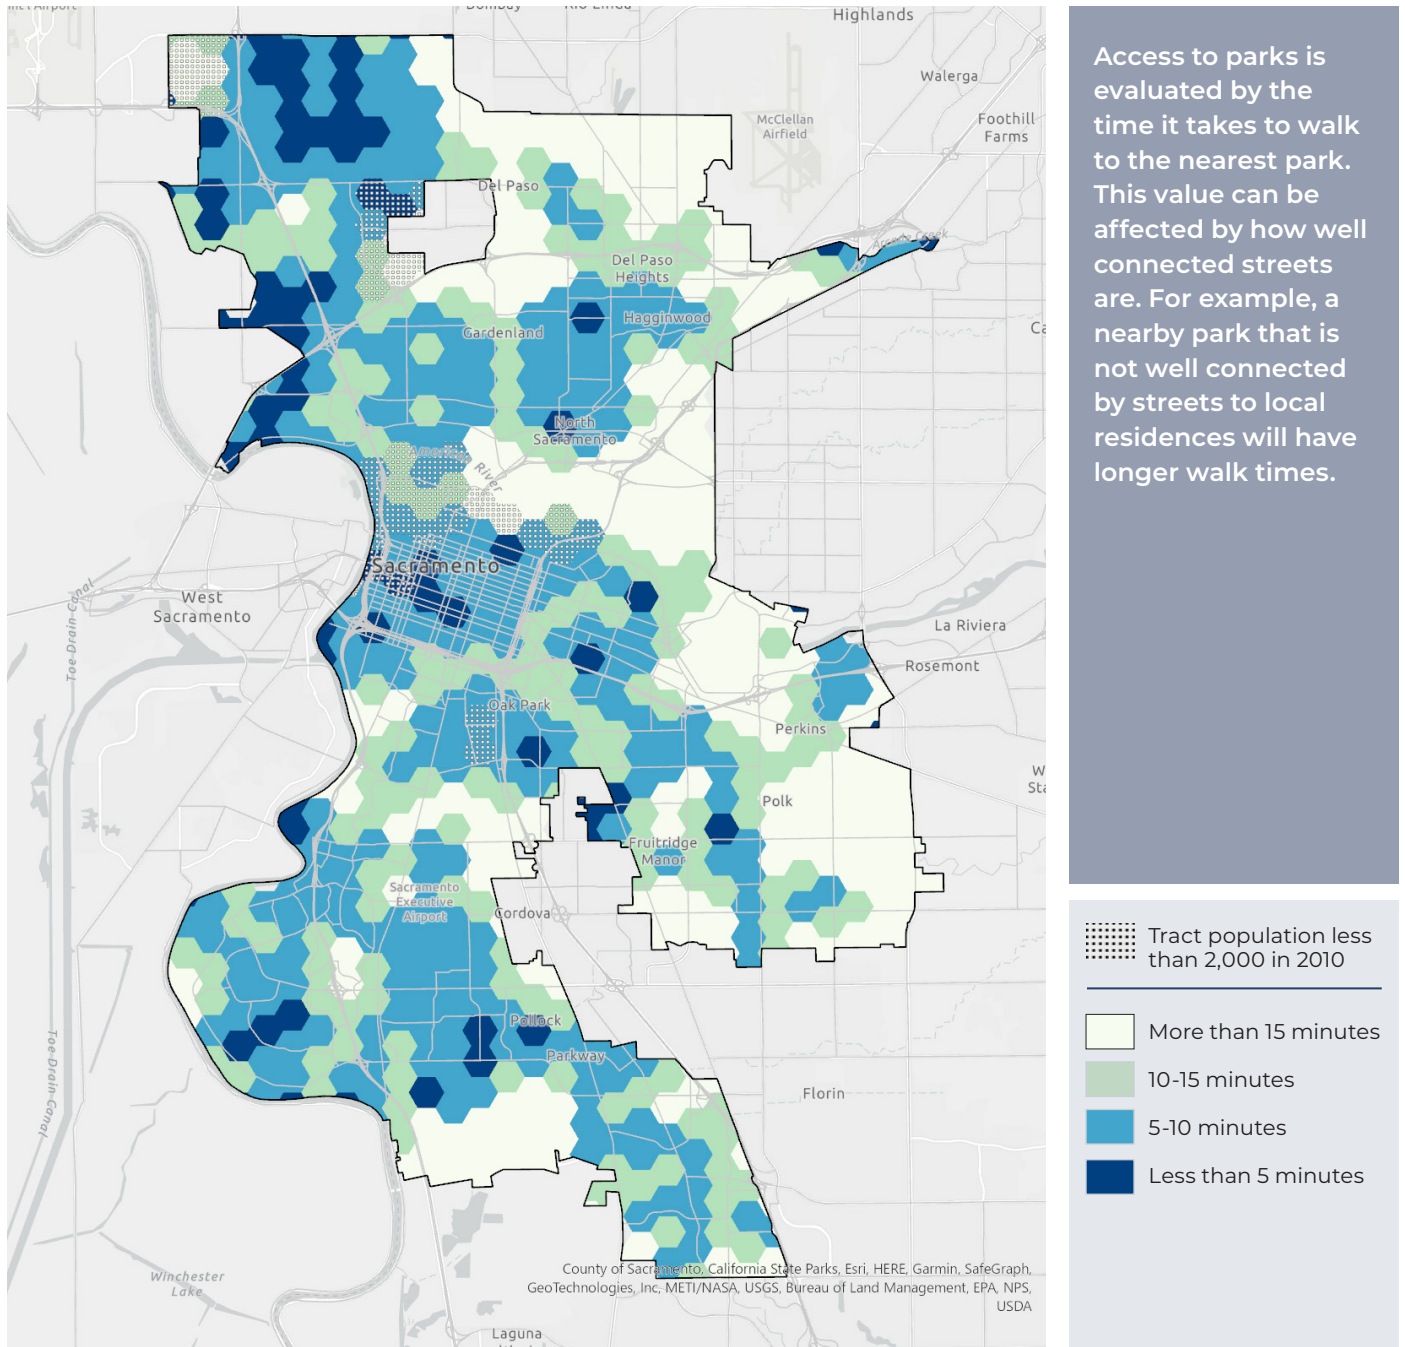 Highlands
Walerga
McClellan
Airfield
Foothill
Farms
Del Paso
Arcade Creek
Del Paso
Heights
Gardenland
Hagginwood
North
Sacramento
American River
Sacramento
West
Sacramento
Toe Drain Canal
La Riviera
Rosemont
Oak Park
Perkins
Polk
Fruitridge
Manor
Sacramento
Executive
Airport
Cordova
Pollock
Parkway
Toe Drain Canal
Florin
Winchester
Lake
Laguna
County of Sacramento, California State Parks, Esri, HERE, Garmin, SafeGraph,
GeoTechnologies, Inc, METI/NASA, USGS, Bureau of Land Management, EPA, NPS,
USDA
Access to parks is
evaluated by the
time it takes to walk
to the nearest park.
This value can be
affected by how well
connected streets
are. For example, a
nearby park that is
not well connected
by streets to local
residences will have
longer walk times.
Tract population less
than 2,000 in 2010
More than 15 minutes
10-15 minutes
5-10 minutes
Less than 5 minutes